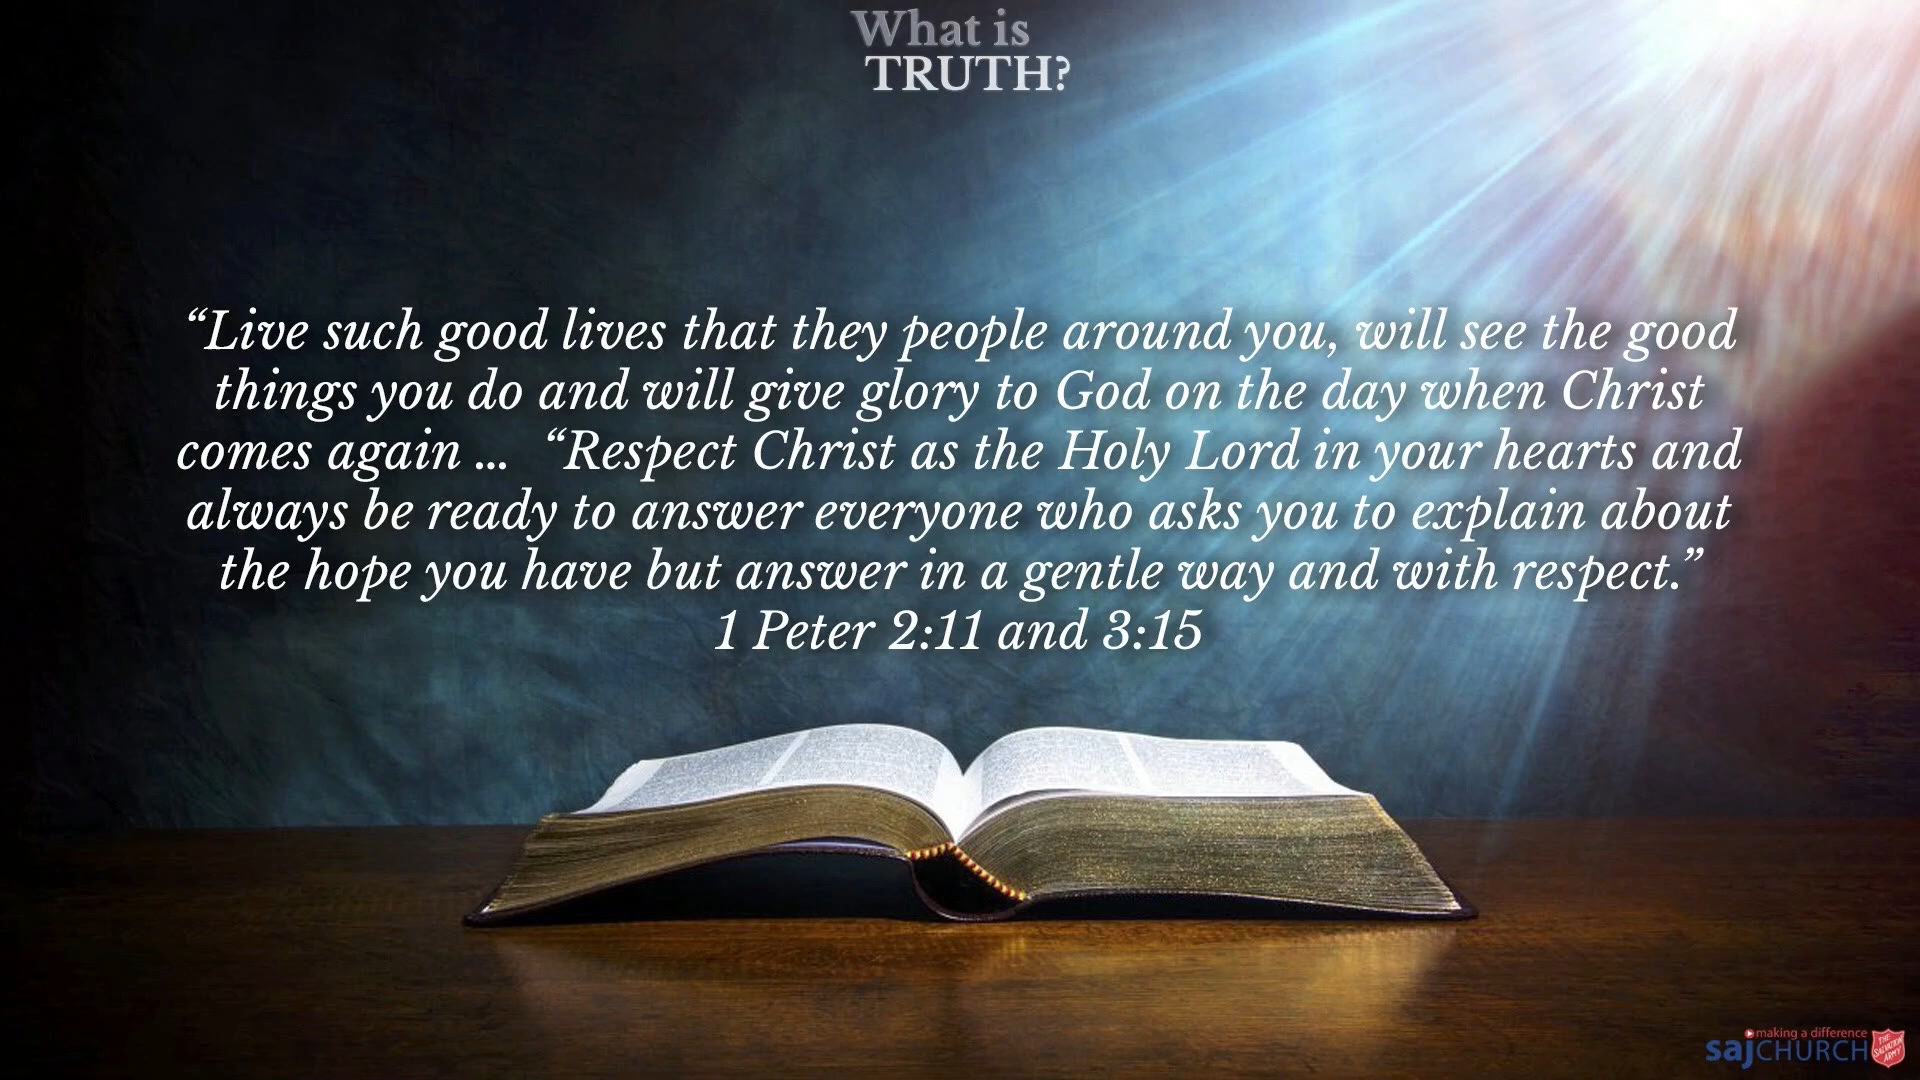 What is
TRUTH?
“Live such good lives that they people around you, will see the good
things you do and will give glory to God on the day when Christ
comes again ... “Respect Christ as the Holy Lord in your hearts and
always be ready to answer everyone who asks you to explain about
the hope you have but answer in a gentle way and with respect.”
1 Peter 2:11 and 3:15
making a difference
sajCHURCH
THE
SALVATION
ARMY